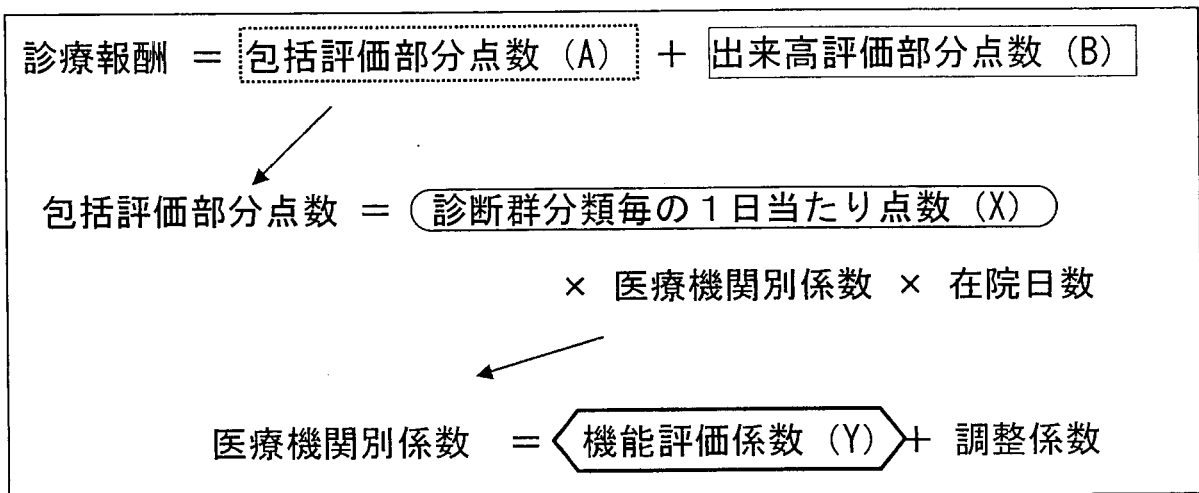 診療報酬 = 包括評価部分点数（A） + 出来高評価部分点数（B）
包括評価部分点数 = 診断群分類毎の１日当たり点数（X）
× 医療機関別係数 × 在院日数
医療機関別係数 = 機能評価係数（Y） + 調整係数